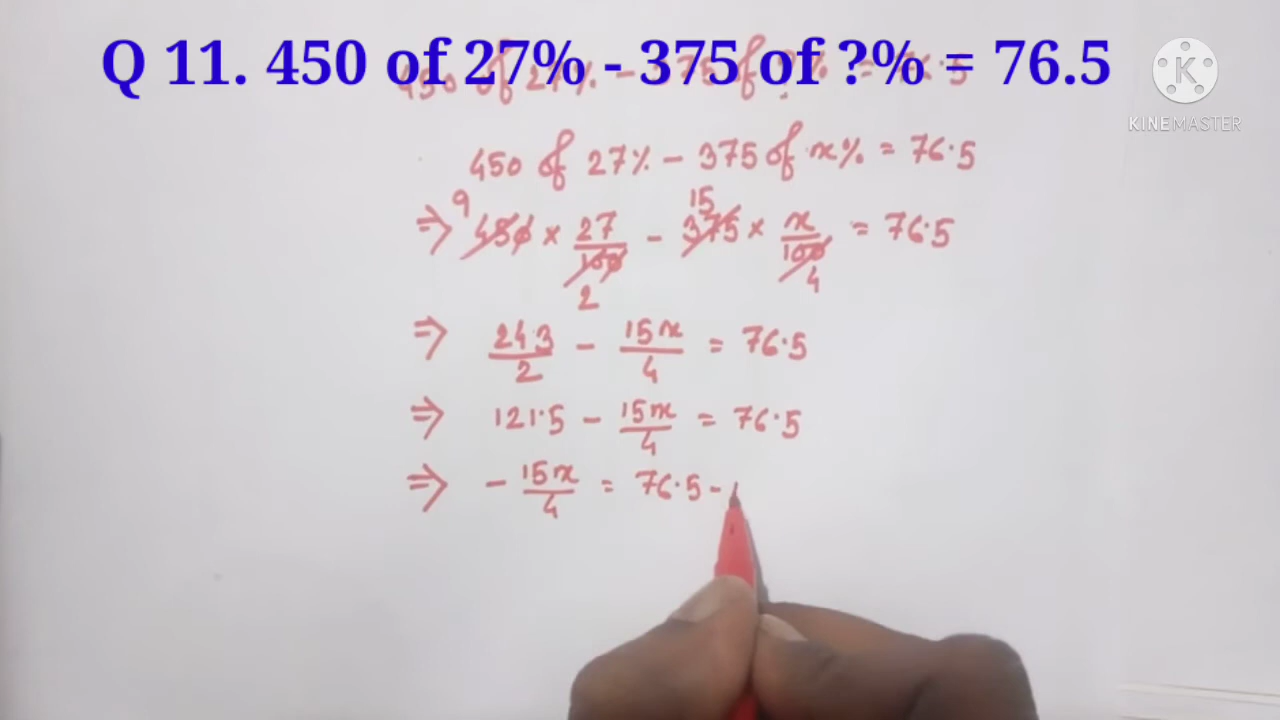 Q 11. 450 of 27% - 375 of ?% = 76.5
KINEMASTER
450 of 27% - 375 of x% = 76.5
⇒ 450 × 27/100 - 375 × x/100 = 76.5
9 2 15 4
⇒ 243/2 - 15x/4 = 76.5
⇒ 121.5 - 15x/4 = 76.5
⇒ - 15x/4 = 76.5 -